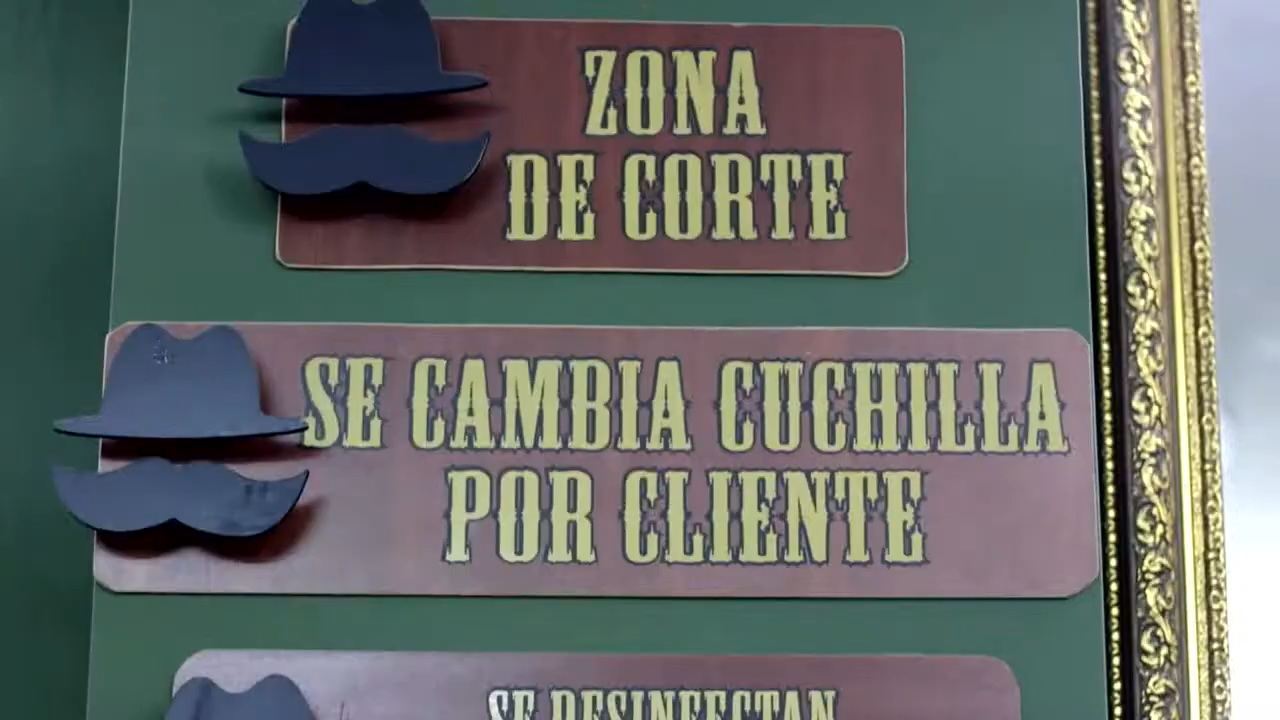 ZONA
DE CORTE
SE CAMBIA CUCHILLA
POR CLIENTE
SE DESINFECTAN